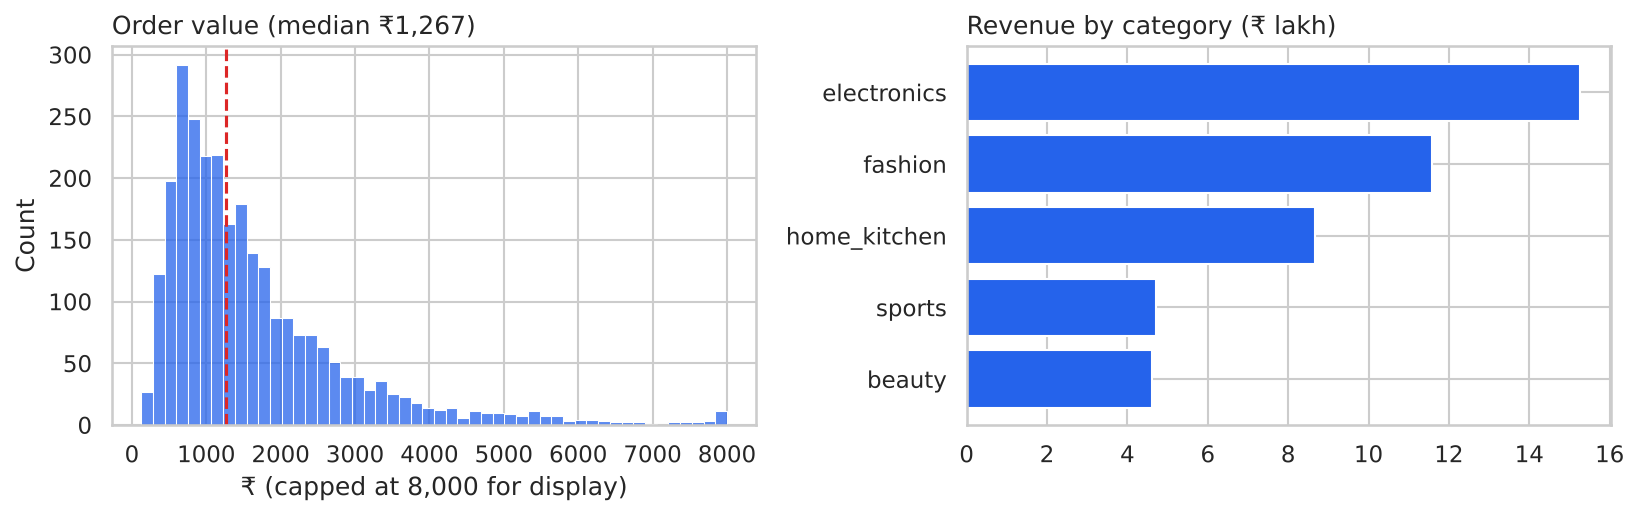 Order value (median ₹1,267)
300
250
200
150
100
50
0
Count
0 1000 2000 3000 4000 5000 6000 7000 8000
₹ (capped at 8,000 for display)
Revenue by category (₹ lakh)
electronics
fashion
home_kitchen
sports
beauty
0 2 4 6 8 10 12 14 16